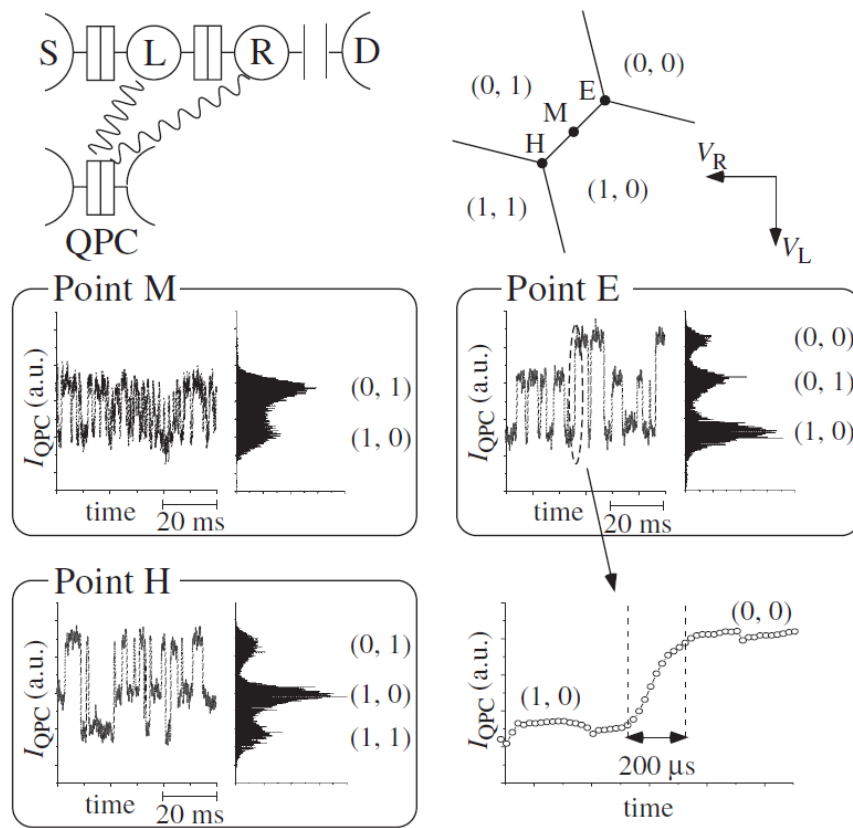 S L R D
QPC
(0, 1) (0, 0)
E
M
H
(1, 1) (1, 0)
V_R
V_L
Point M
I_QPC (a.u.)
(0, 1)
(1, 0)
time
20 ms
Point E
I_QPC (a.u.)
(0, 0)
(0, 1)
(1, 0)
time
20 ms
Point H
I_QPC (a.u.)
(0, 1)
(1, 0)
(1, 1)
time
20 ms
I_QPC (a.u.)
(0, 0)
(1, 0)
200 μs
time